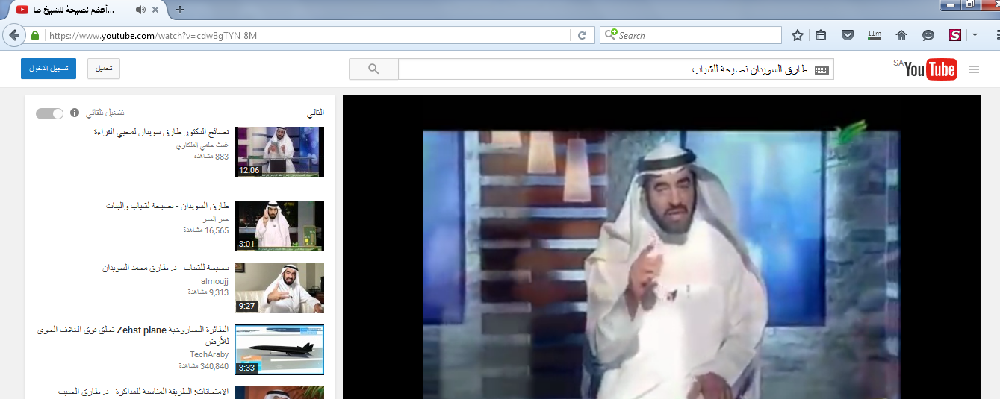 أعظم نصيحة للشيخ طا...
https://www.youtube.com/watch?v=cdwBgTYN_8M
Search
11m
S
تسجيل الدخول
تحميل
طارق السويدان نصيحة للشباب
YouTube SA
التالي
تشغيل تلقائي
نصائح الدكتور طارق سويدان لمحبي القراءة
غيث حلمي الملكاوي
883 مشاهدة
12:06
طارق السويدان - نصيحة لشباب والبنات
جبر الجبر
16,565 مشاهدة
3:01
نصيحة للشباب - د. طارق محمد السويدان
almoujj
9,313 مشاهدة
9:27
الطائرة الصاروخية Zehst plane تحلق فوق الغلاف الجوى
للأرض
TechAraby
340,840 مشاهدة
3:33
الامتحانات: الطريقة المناسبة للمذاكرة - د. طارق الحبيب